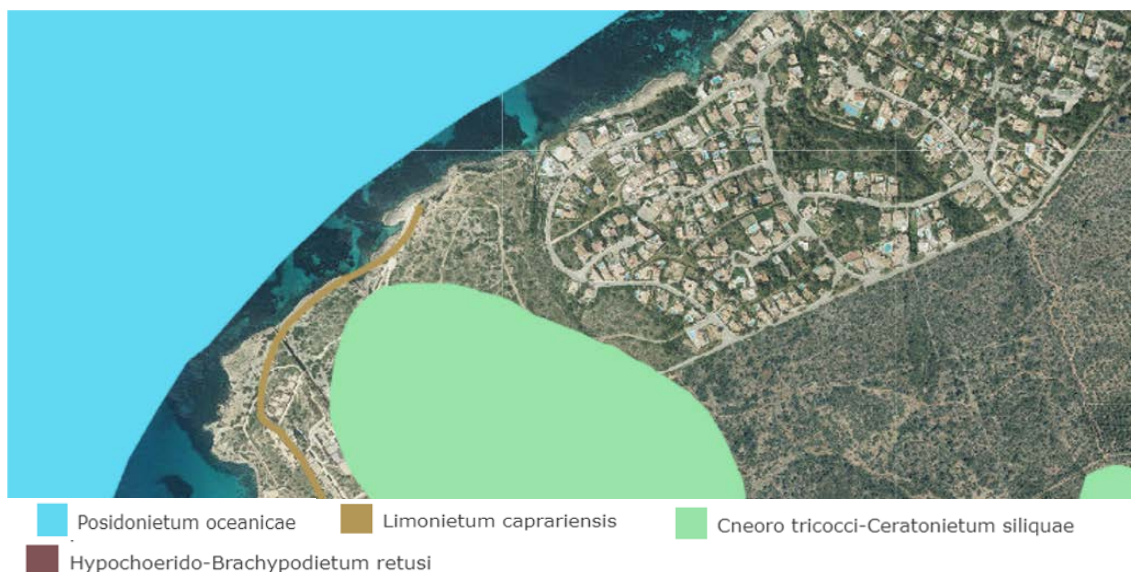 Posidonietum oceanicae
Limonietum caprariensis
Cneoro tricocci-Ceratonietum siliquae
Hypochoerido-Brachypodietum retusi